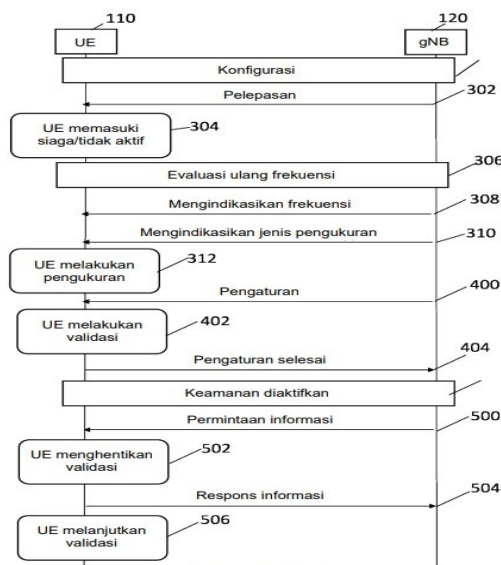 110
120
UE
gNB
Konfigurasi
Pelepasan
302
UE memasuki
siaga/tidak aktif
304
Evaluasi ulang frekuensi
306
Mengindikasikan frekuensi
308
Mengindikasikan jenis pengukuran
310
UE melakukan
pengukuran
312
Pengaturan
400
UE melakukan
validasi
402
Pengaturan selesai
404
Keamanan diaktifkan
Permintaan informasi
500
UE menghentikan
validasi
502
Respons informasi
504
UE melanjutkan
validasi
506